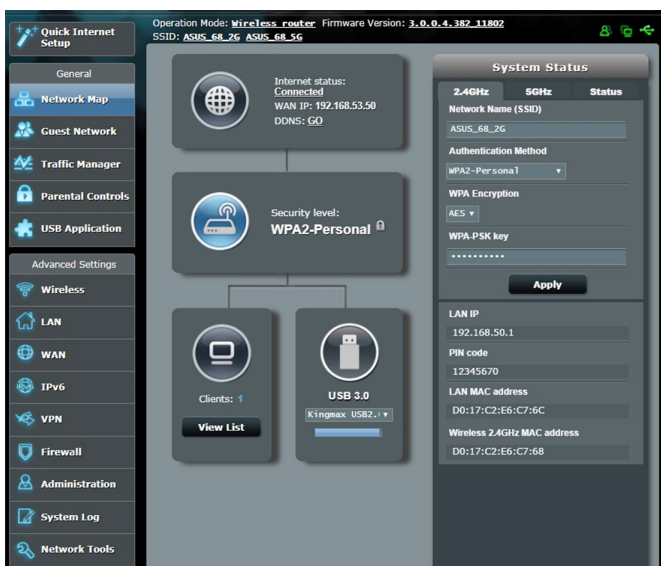 Quick Internet
Setup
Operation Mode: Wireless router Firmware Version: 3.0.0.4.382_11802
SSID: ASUS_68_2G ASUS_68_5G
General
Network Map
Guest Network
Traffic Manager
Parental Controls
USB Application
Advanced Settings
Wireless
LAN
WAN
IPv6
VPN
Firewall
Administration
System Log
Network Tools
Internet status:
Connected
WAN IP: 192.168.53.50
DDNS: GO
Security level:
WPA2-Personal
Clients: 1
View List
USB 3.0
Kingmax USB2.
System Status
2.4GHz 5GHz Status
Network Name (SSID)
ASUS_68_2G
Authentication Method
WPA2-Personal
WPA Encryption
AES
WPA-PSK key
··········
Apply
LAN IP
192.168.50.1
PIN code
12345670
LAN MAC address
D0:17:C2:E6:C7:6C
Wireless 2.4GHz MAC address
D0:17:C2:E6:C7:68